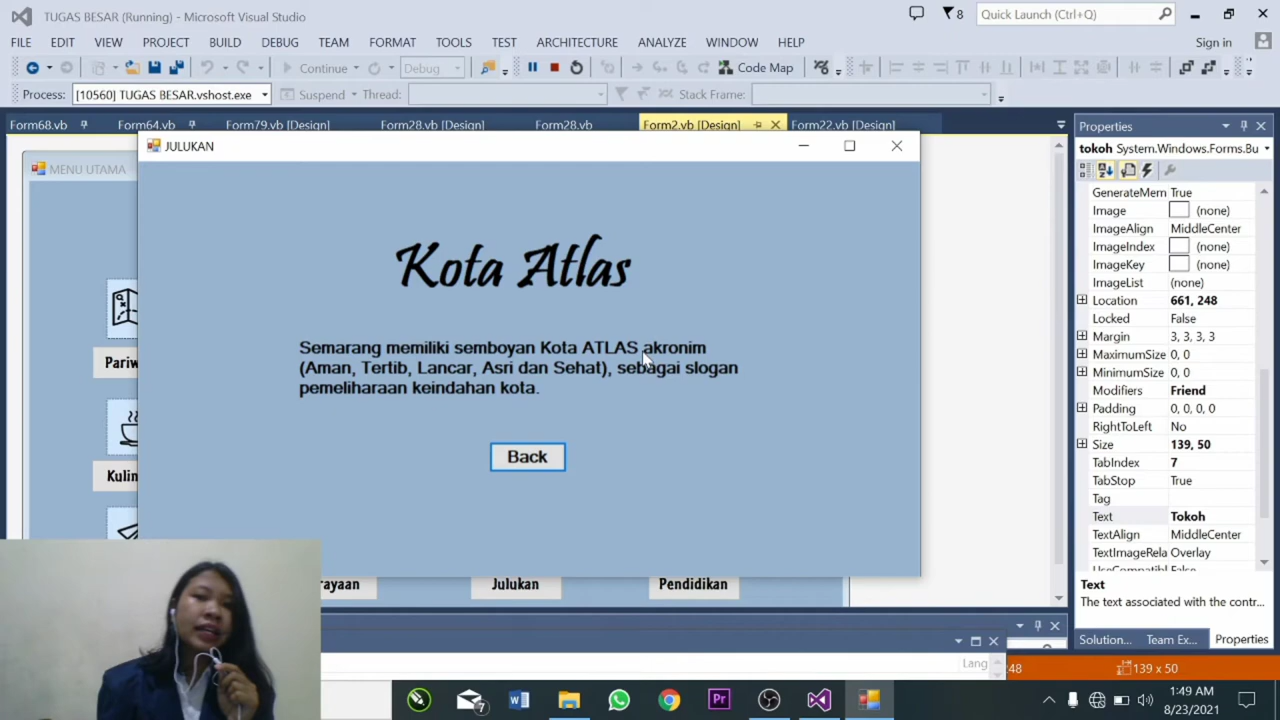 TUGAS BESAR (Running) - Microsoft Visual Studio
8
Quick Launch (Ctrl+Q)
FILE EDIT VIEW PROJECT BUILD DEBUG TEAM FORMAT TOOLS TEST ARCHITECTURE ANALYZE WINDOW HELP
Sign in
Continue Debug Code Map
Process: [10560] TUGAS BESAR.vshost.exe Suspend Thread: Stack Frame:
Form68.vb Form64.vb Form79.vb [Design] Form28.vb [Design] Form28.vb Form2.vb [Design] Form22.vb [Design]
MENU UTAMA
JULUKAN
Kota Atlas
Semarang memiliki semboyan Kota ATLAS akronim
(Aman, Tertib, Lancar, Asri dan Sehat), sebagai slogan
pemeliharaan keindahan kota.
Back
Pariw
Kulin
rayaan
Julukan
Pendidikan
Lang
Properties
tokoh System.Windows.Forms.Bu
GenerateMem True
Image (none)
ImageAlign MiddleCenter
ImageIndex (none)
ImageKey (none)
ImageList (none)
Location 661, 248
Locked False
Margin 3, 3, 3, 3
MaximumSize 0, 0
MinimumSize 0, 0
Modifiers Friend
Padding 0, 0, 0, 0
RightToLeft No
Size 139, 50
TabIndex 7
TabStop True
Tag
Text Tokoh
TextAlign MiddleCenter
TextImageRela Overlay
Text
The text associated with the contr...
Solution... Team Ex... Properties
48
139 x 50
7
1:49 AM
8/23/2021